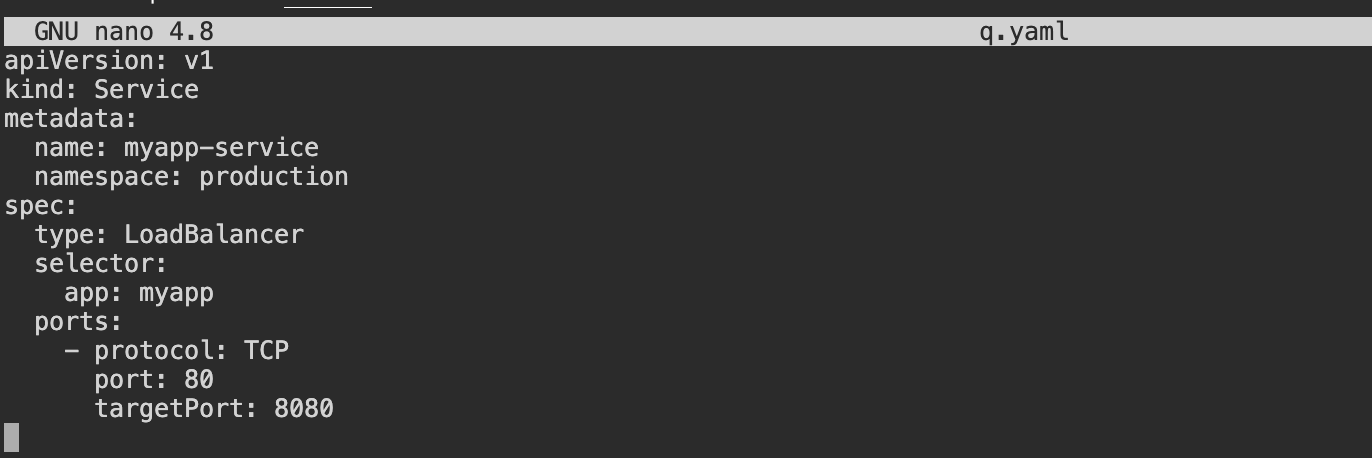 GNU nano 4.8 q.yaml
apiVersion: v1
kind: Service
metadata:
  name: myapp-service
  namespace: production
spec:
  type: LoadBalancer
  selector:
    app: myapp
  ports:
    - protocol: TCP
      port: 80
      targetPort: 8080